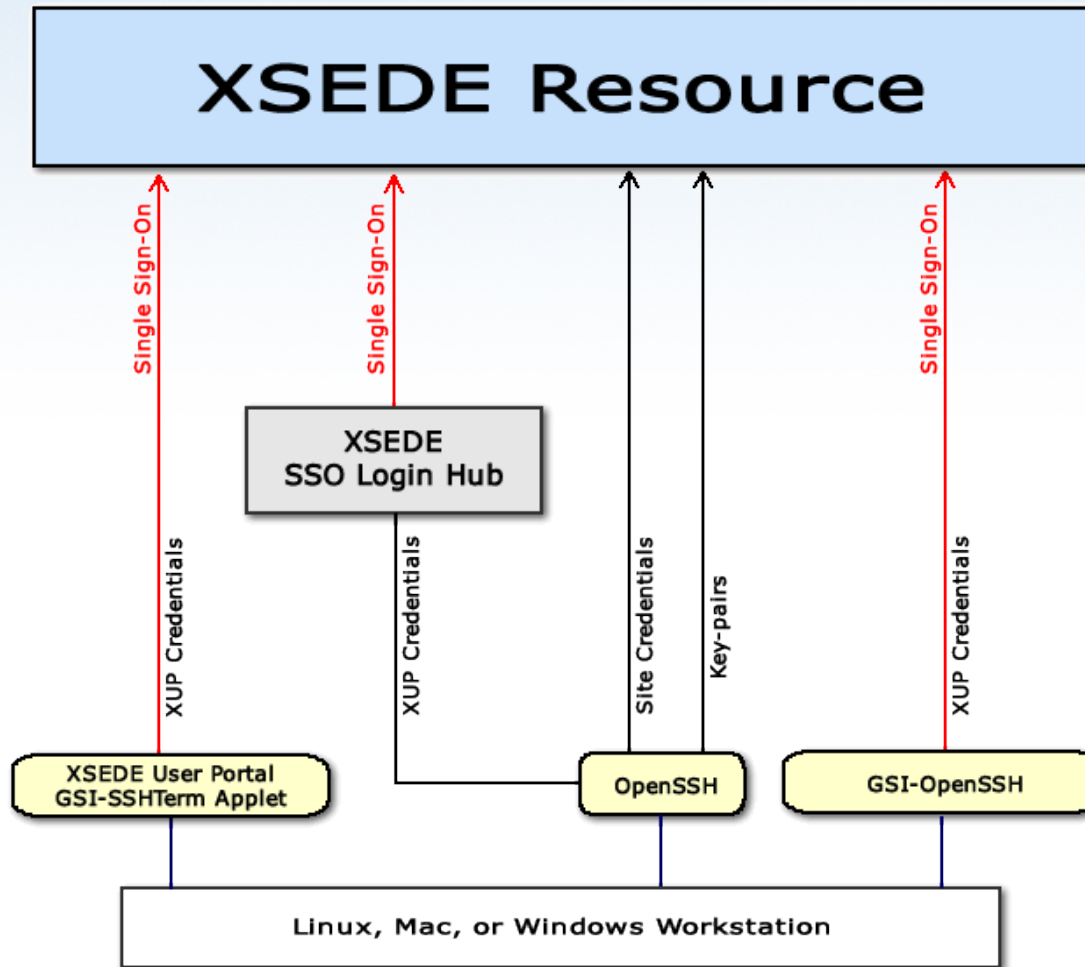 XSEDE Resource
Single Sign-On
Single Sign-On
Single Sign-On
XSEDE
SSO Login Hub
XUP Credentials
XUP Credentials
Site Credentials
Key-pairs
XUP Credentials
XSEDE User Portal
GSI-SSHTerm Applet
OpenSSH
GSI-OpenSSH
Linux, Mac, or Windows Workstation